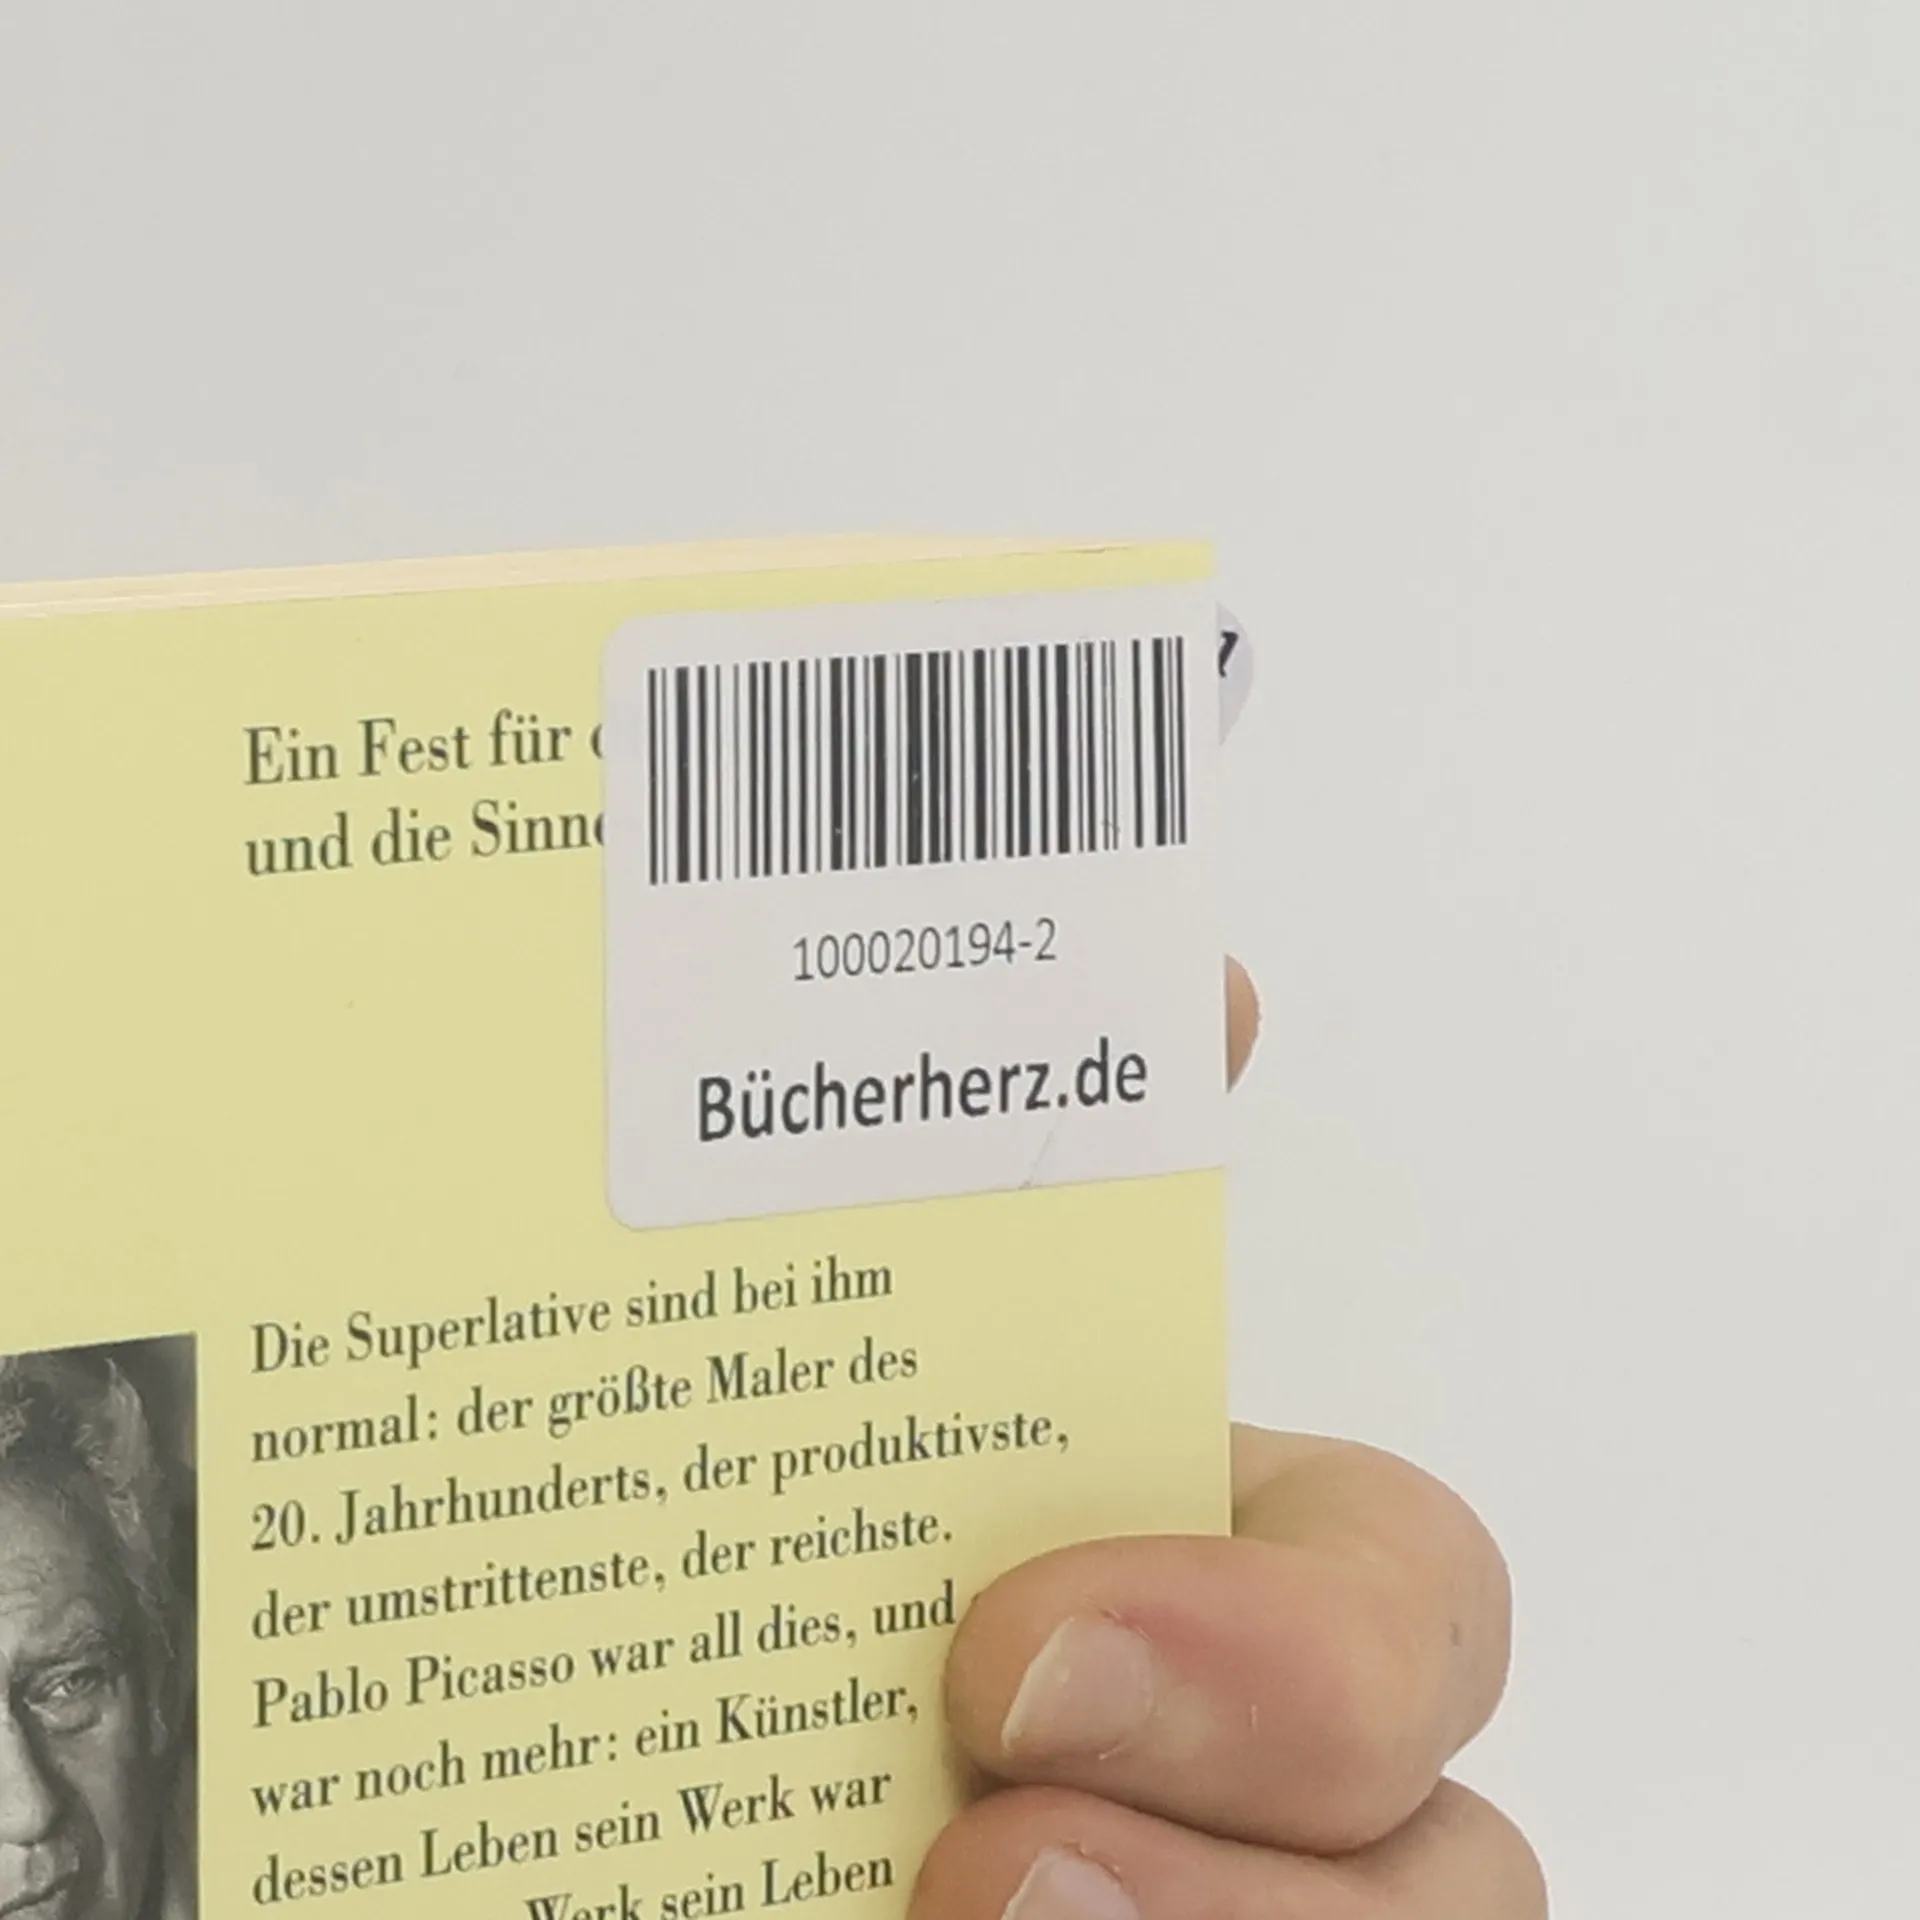 Ein Fest für
und die Sinne
100020194-2
Bücherherz.de
Die Superlative sind bei ihm
normal: der größte Maler des
20. Jahrhunderts, der produktivste,
der umstrittenste, der reichste.
Pablo Picasso war all dies, und
war noch mehr: ein Künstler,
dessen Leben sein Werk war
Werk sein Leben